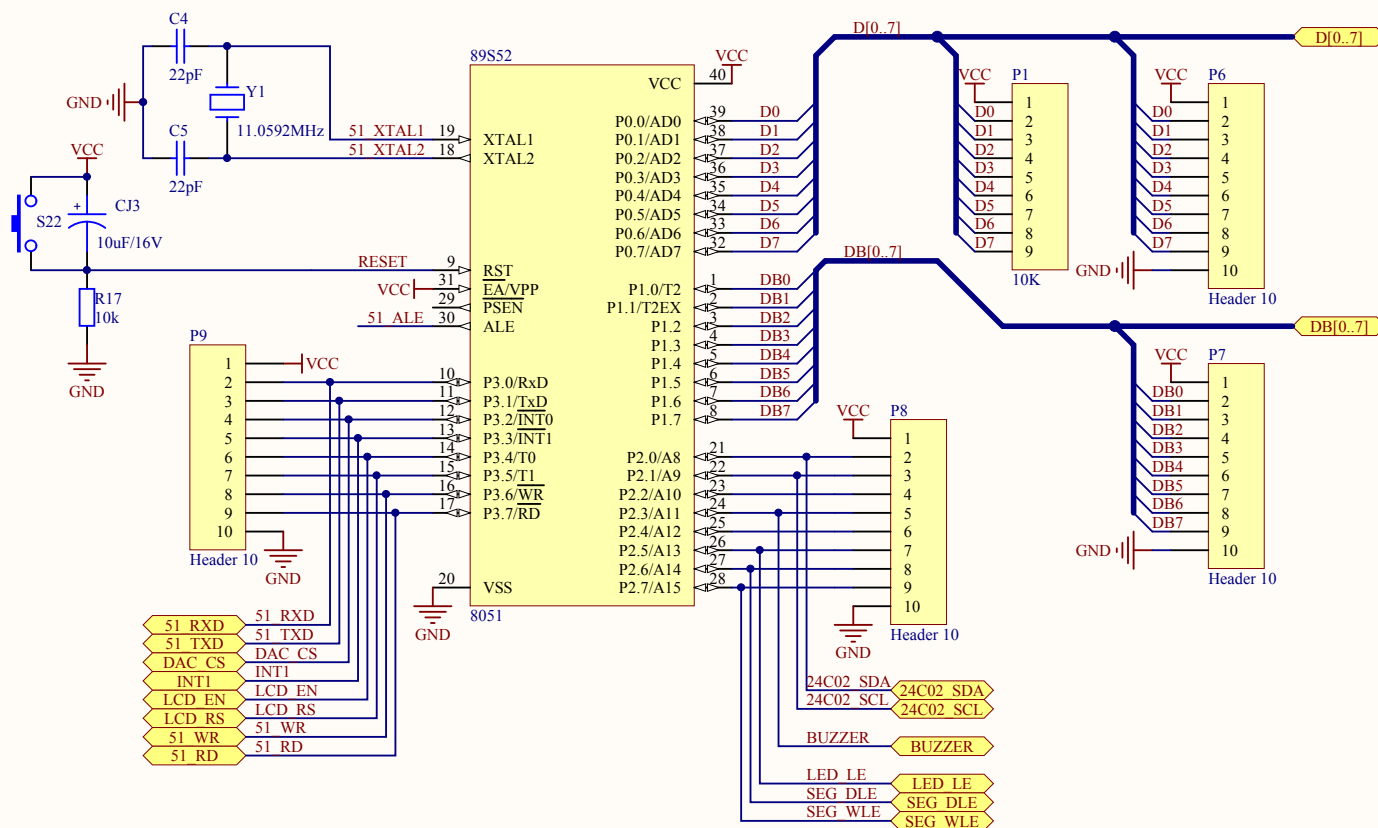 C4
22pF
GND
Y1
11.0592MHz
C5
22pF
51_XTAL1
51_XTAL2
VCC
S22
+
CJ3
10uF/16V
RESET
R17
10k
GND
VCC
51_ALE
89S52
VCC
40
VCC
19 XTAL1
18 XTAL2
9 RST
31 EA/VPP
29 PSEN
30 ALE
10 P3.0/RxD
11 P3.1/TxD
12 P3.2/INT0
13 P3.3/INT1
14 P3.4/T0
15 P3.5/T1
16 P3.6/WR
17 P3.7/RD
20 VSS
GND
8051
P0.0/AD0 39 D0
P0.1/AD1 38 D1
P0.2/AD2 37 D2
P0.3/AD3 36 D3
P0.4/AD4 35 D4
P0.5/AD5 34 D5
P0.6/AD6 33 D6
P0.7/AD7 32 D7
P1.0/T2 1 DB0
P1.1/T2EX 2 DB1
P1.2 3 DB2
P1.3 4 DB3
P1.4 5 DB4
P1.5 6 DB5
P1.6 7 DB6
P1.7 8 DB7
P2.0/A8 21
P2.1/A9 22
P2.2/A10 23
P2.3/A11 24
P2.4/A12 25
P2.5/A13 26
P2.6/A14 27
P2.7/A15 28
D[0..7]
D[0..7]
DB[0..7]
DB[0..7]
P1
VCC
1
D0 2
D1 3
D2 4
D3 5
D4 6
D5 7
D6 8
D7 9
10K
P6
VCC
1
D0 2
D1 3
D2 4
D3 5
D4 6
D5 7
D6 8
D7 9
GND 10
Header 10
P7
VCC
1
DB0 2
DB1 3
DB2 4
DB3 5
DB4 6
DB5 7
DB6 8
DB7 9
GND 10
Header 10
P8
VCC
1
2
3
4
5
6
7
8
9
10
GND
Header 10
P9
1 VCC
2
3
4
5
6
7
8
9
10
GND
Header 10
51_RXD 51_RXD
51_TXD 51_TXD
DAC_CS DAC_CS
INT1 INT1
LCD_EN LCD_EN
LCD_RS LCD_RS
51_WR 51_WR
51_RD 51_RD
24C02_SDA 24C02_SDA
24C02_SCL 24C02_SCL
BUZZER BUZZER
LED_LE LED_LE
SEG_DLE SEG_DLE
SEG_WLE SEG_WLE